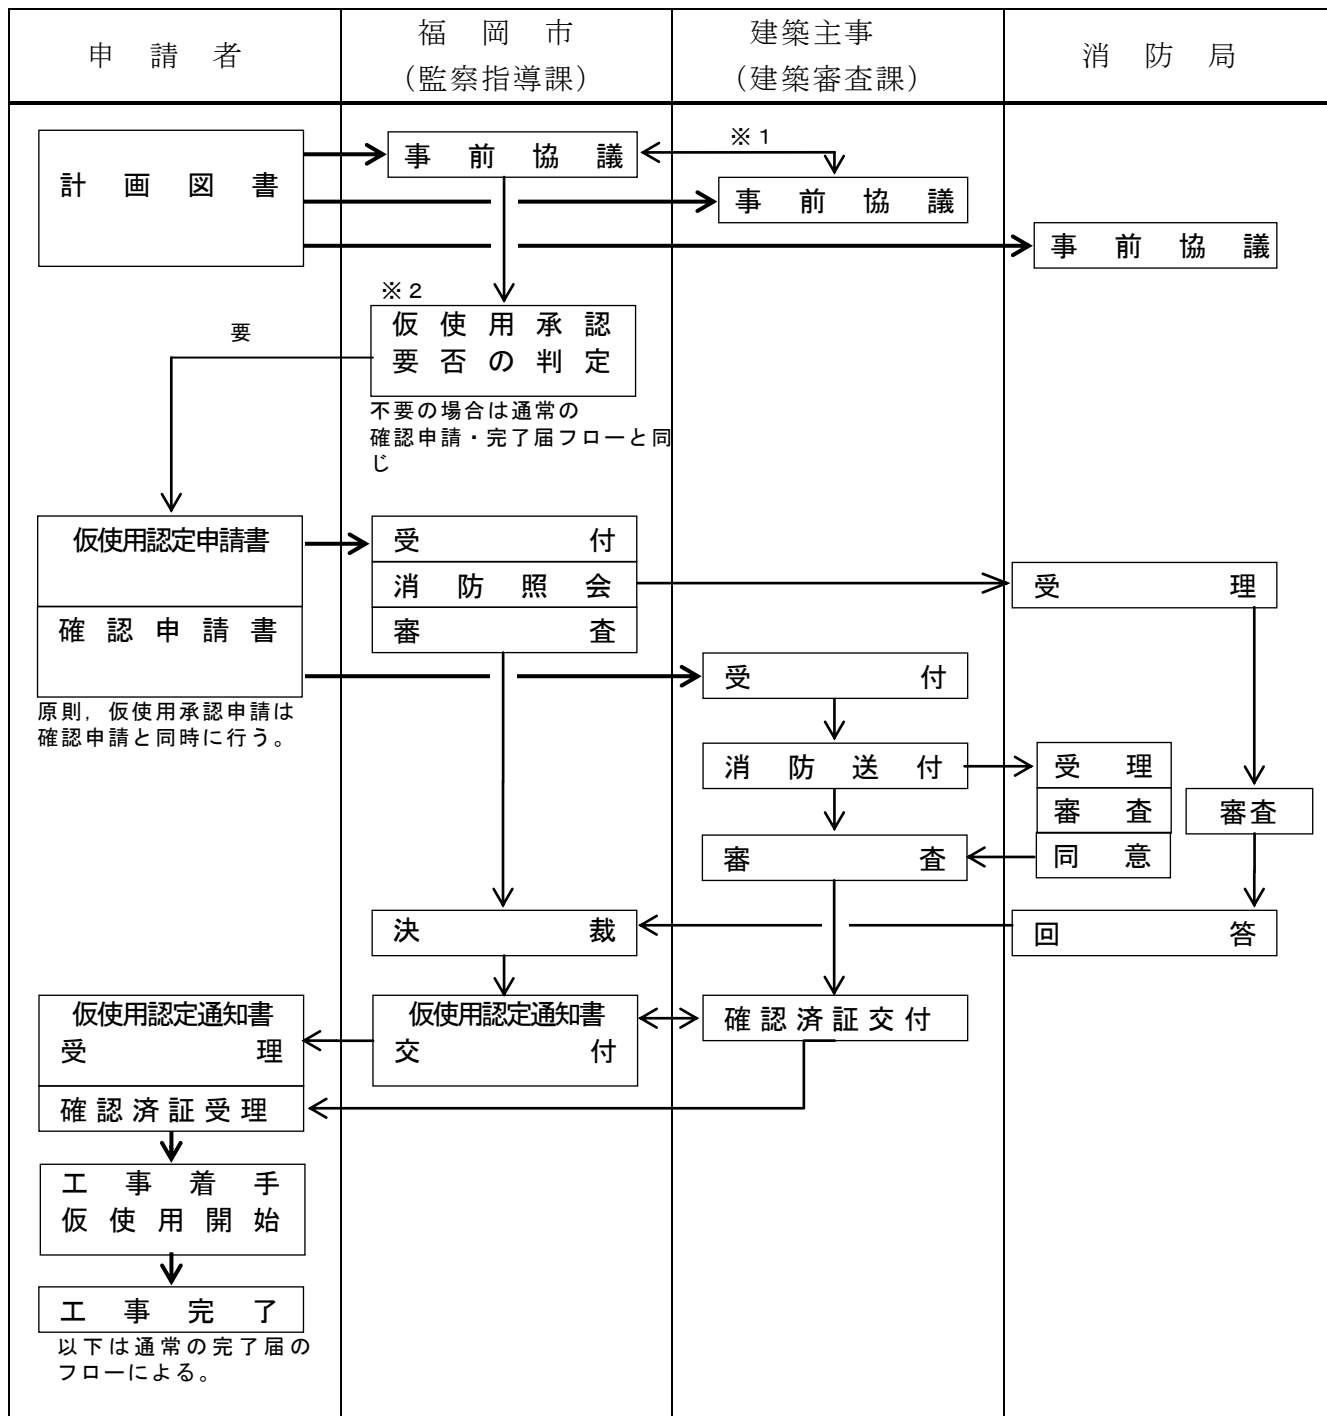 申請者
福岡市
（監察指導課）
建築主事
（建築審査課）
消防局
計画図書
事前協議
※１
事前協議
事前協議
※２
仮使用承認
要否の判定
要
不要の場合は通常の
確認申請・完了届フローと同
じ
仮使用認定申請書
確認申請書
原則，仮使用承認申請は
確認申請と同時に行う。
受付
消防照会
審査
受理
受付
消防送付
受理
審査
同意
審査
審査
決裁
回答
仮使用認定通知書
受理
仮使用認定通知書
交付
確認済証交付
確認済証受理
工事着手
仮使用開始
工事完了
以下は通常の完了届の
フローによる。